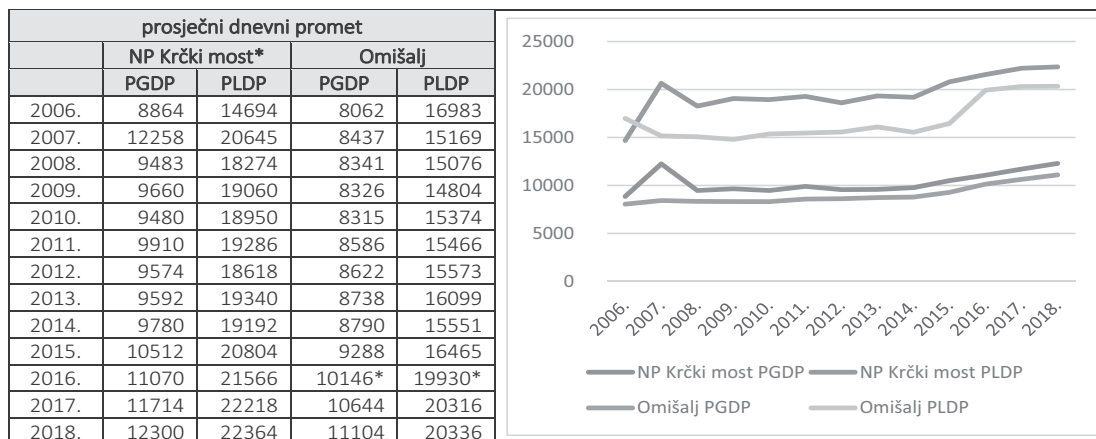 prosječni dnevni promet
NP Krčki most* Omišalj
PGDP PLDP PGDP PLDP
2006. 8864 14694 8062 16983
2007. 12258 20645 8437 15169
2008. 9483 18274 8341 15076
2009. 9660 19060 8326 14804
2010. 9480 18950 8315 15374
2011. 9910 19286 8586 15466
2012. 9574 18618 8622 15573
2013. 9592 19340 8738 16099
2014. 9780 19192 8790 15551
2015. 10512 20804 9288 16465
2016. 11070 21566 10146* 19930*
2017. 11714 22218 10644 20316
2018. 12300 22364 11104 20336
25000
20000
15000
10000
5000
0
2006. 2007. 2008. 2009. 2010. 2011. 2012. 2013. 2014. 2015. 2016. 2017. 2018.
NP Krčki most PGDP NP Krčki most PLDP
Omišalj PGDP Omišalj PLDP